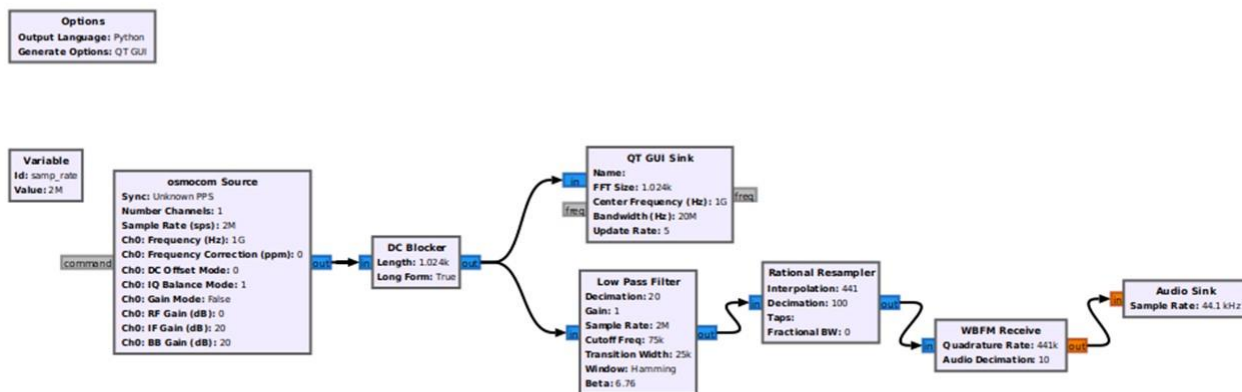 Options
Output Language: Python
Generate Options: QT GUI
Variable
Id: samp_rate
Value: 2M
osmocom Source
Sync: Unknown PPS
Number Channels: 1
Sample Rate (sps): 2M
Ch0: Frequency (Hz): 1G
Ch0: Frequency Correction (ppm): 0
Ch0: DC Offset Mode: 0
Ch0: IQ Balance Mode: 1
Ch0: Gain Mode: False
Ch0: RF Gain (dB): 0
Ch0: IF Gain (dB): 20
Ch0: BB Gain (dB): 20
command
out
in
DC Blocker
Length: 1.024k
Long Form: True
out
in
freq
QT GUI Sink
Name:
FFT Size: 1.024k
Center Frequency (Hz): 1G
Bandwidth (Hz): 20M
Update Rate: 5
freq
in
Low Pass Filter
Decimation: 20
Gain: 1
Sample Rate: 2M
Cutoff Freq: 75k
Transition Width: 25k
Window: Hamming
Beta: 6.76
out
in
Rational Resampler
Interpolation: 441
Decimation: 100
Taps:
Fractional BW: 0
out
in
WBFM Receive
Quadrature Rate: 441k
Audio Decimation: 10
out
in
Audio Sink
Sample Rate: 44.1 kHz